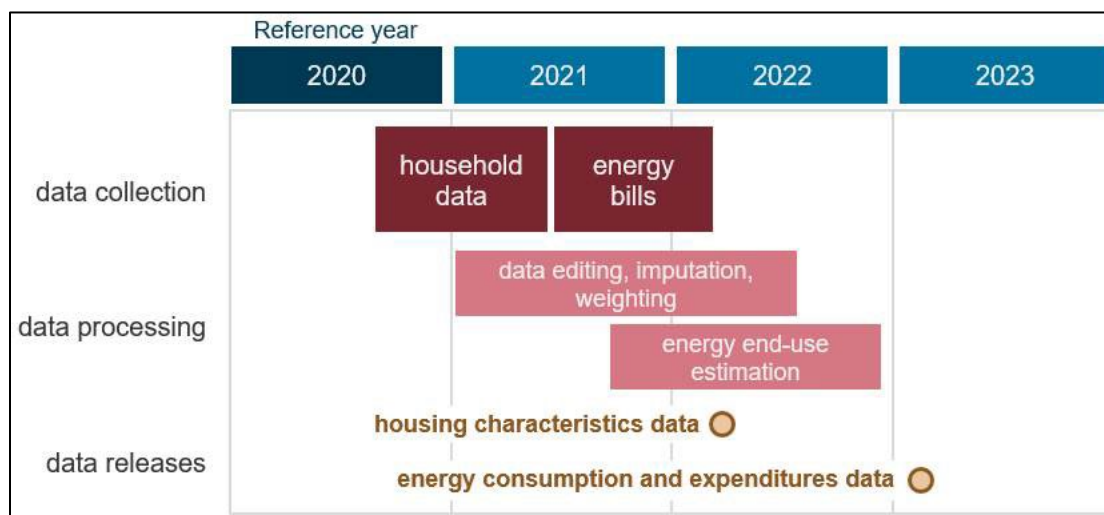 Reference year
2020
2021
2022
2023
data collection
household
data
energy
bills
data processing
data editing, imputation,
weighting
energy end-use
estimation
data releases
housing characteristics data
energy consumption and expenditures data